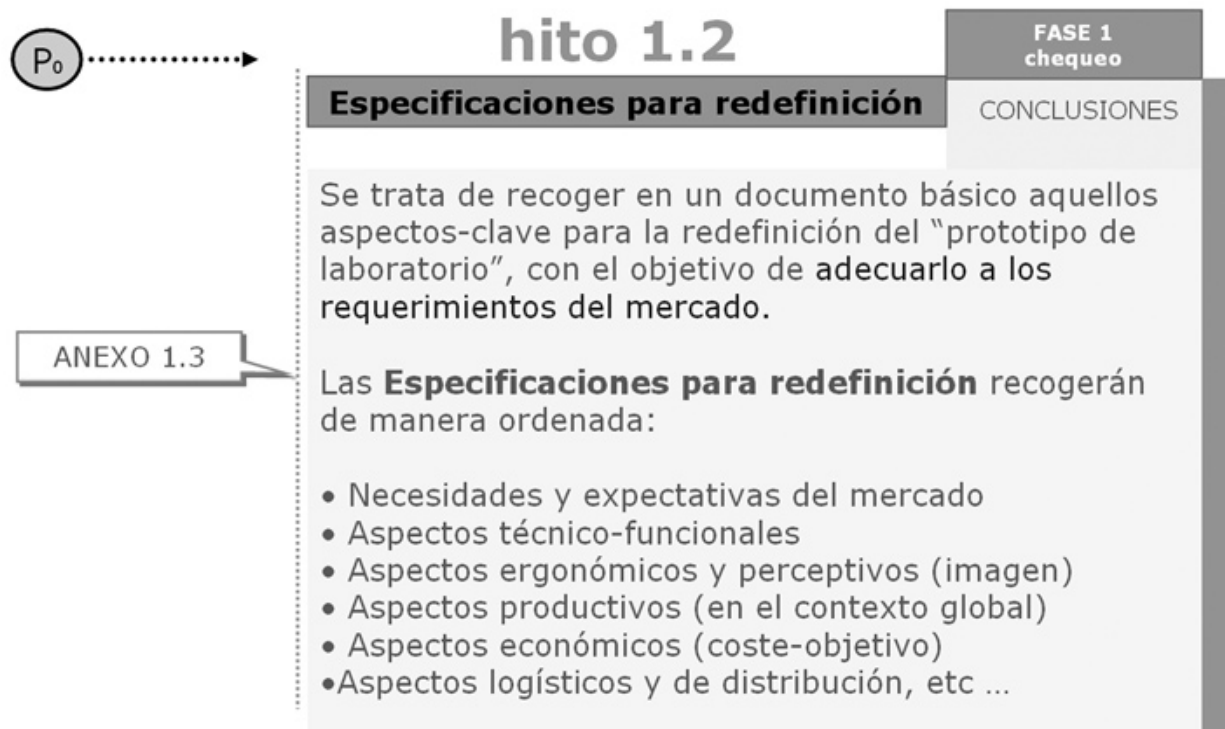 P₀
hito 1.2
FASE 1
chequeo
Especificaciones para redefinición
CONCLUSIONES
Se trata de recoger en un documento básico aquellos
aspectos-clave para la redefinición del “prototipo de
laboratorio”, con el objetivo de adecuarlo a los
requerimientos del mercado.
ANEXO 1.3
Las Especificaciones para redefinición recogerán
de manera ordenada:
• Necesidades y expectativas del mercado
• Aspectos técnico-funcionales
• Aspectos ergonómicos y perceptivos (imagen)
• Aspectos productivos (en el contexto global)
• Aspectos económicos (coste-objetivo)
•Aspectos logísticos y de distribución, etc ...